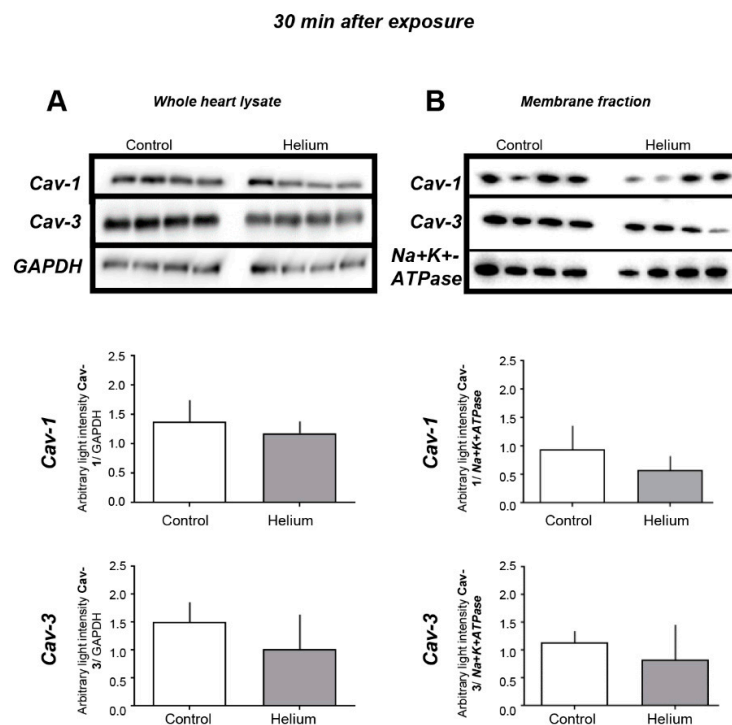 30 min after exposure
A
Whole heart lysate
Control
Helium
Cav-1
Cav-3
GAPDH
B
Membrane fraction
Control
Helium
Cav-1
Cav-3
Na+K+-
ATPase
Cav-1
Arbitrary light intensity Cav-
1/ GAPDH
2.5
2.0
1.5
1.0
0.5
0.0
Control
Helium
Cav-1
Arbitrary light intensity Cav-
1/ Na+K+ATPase
2.5
2.0
1.5
1.0
0.5
0.0
Control
Helium
Cav-3
Arbitrary light intensity Cav-
3/ GAPDH
2.5
2.0
1.5
1.0
0.5
0.0
Control
Helium
Cav-3
Arbitrary light intensity Cav-
3/ Na+K+ATPase
2.5
2.0
1.5
1.0
0.5
0.0
Control
Helium